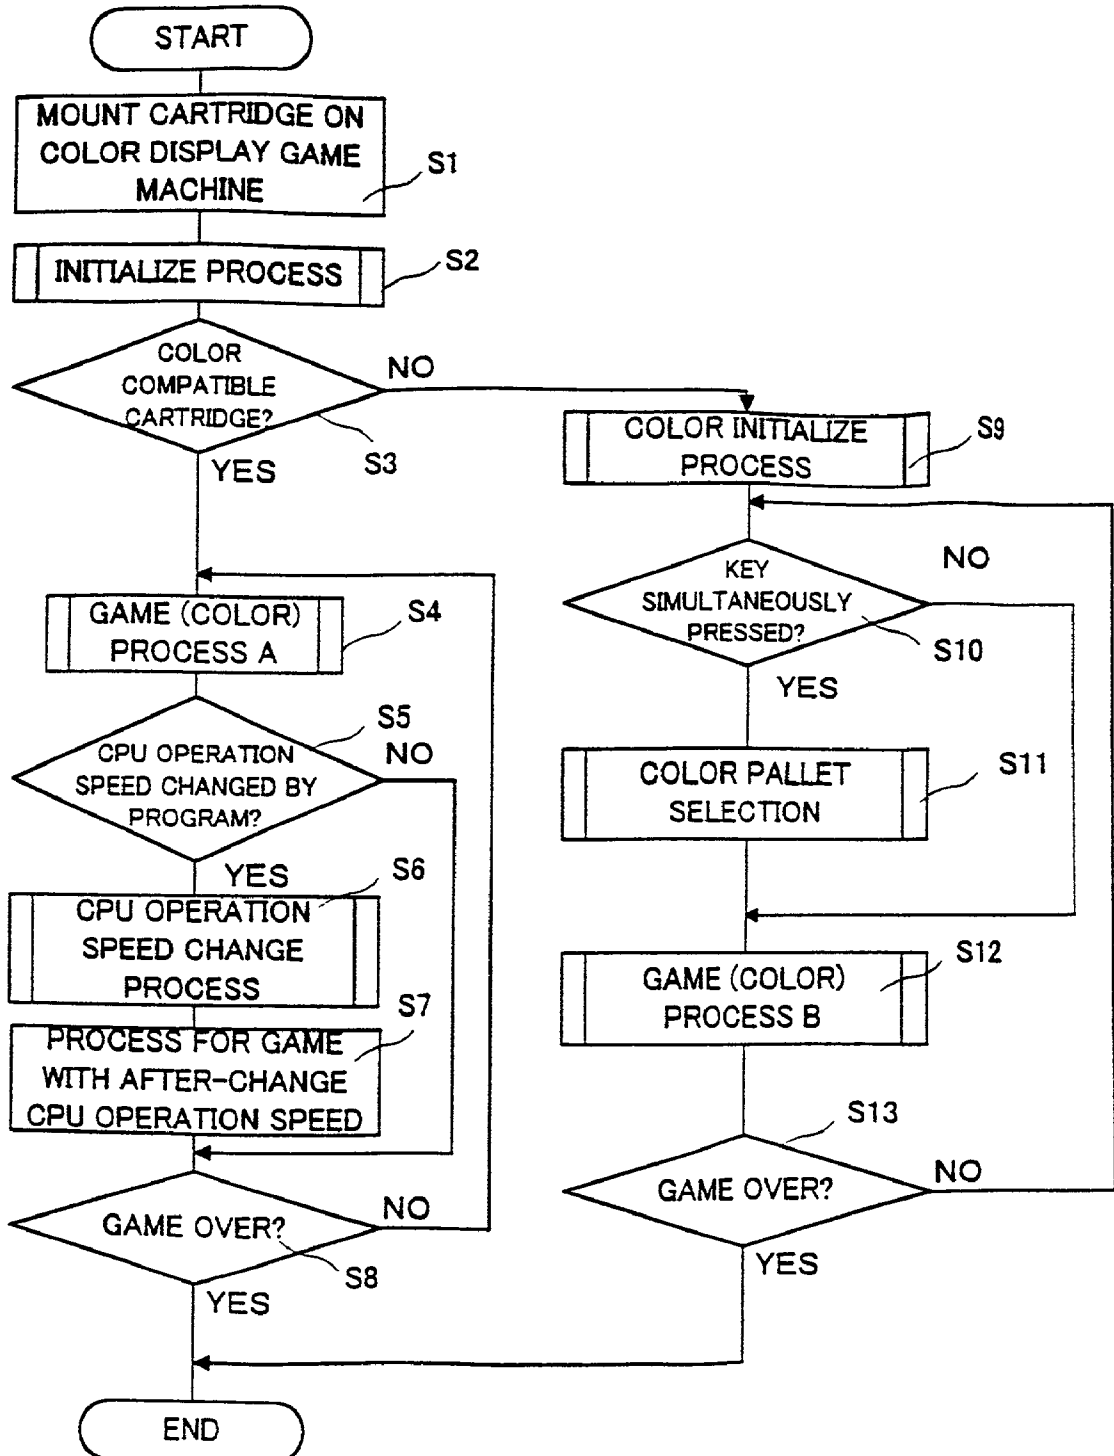 START
MOUNT CARTRIDGE ON
COLOR DISPLAY GAME
MACHINE
S1
INITIALIZE PROCESS
S2
COLOR
COMPATIBLE
CARTRIDGE?
NO
S3
YES
GAME (COLOR)
PROCESS A
S4
CPU OPERATION
SPEED CHANGED BY
PROGRAM?
S5
NO
YES
CPU OPERATION
SPEED CHANGE
PROCESS
S6
PROCESS FOR GAME
WITH AFTER-CHANGE
CPU OPERATION SPEED
S7
GAME OVER?
NO
S8
YES
END
COLOR INITIALIZE
PROCESS
S9
KEY
SIMULTANEOUSLY
PRESSED?
NO
S10
YES
COLOR PALLET
SELECTION
S11
GAME (COLOR)
PROCESS B
S12
GAME OVER?
S13
NO
YES